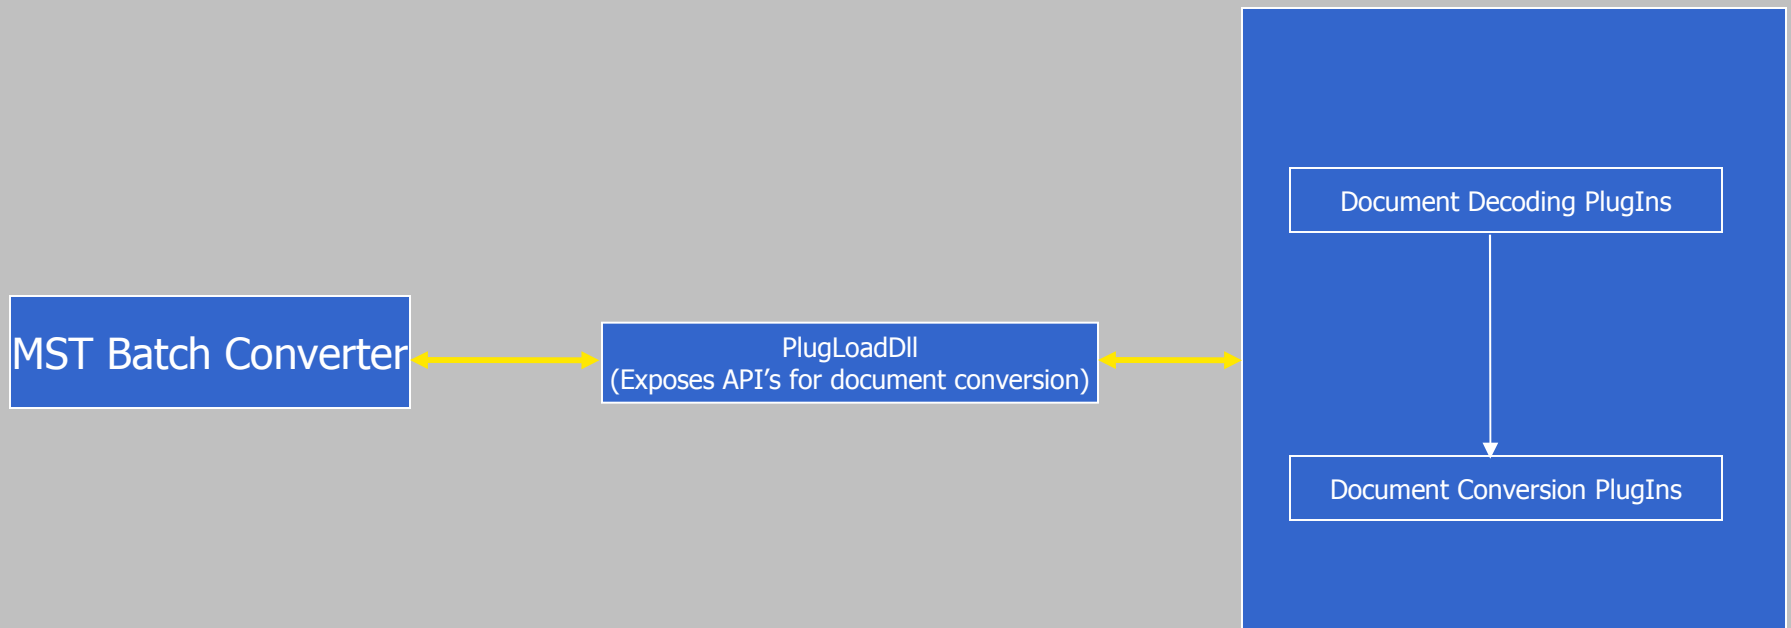 MST Batch Converter
PlugLoadDll
(Exposes API’s for document conversion)
Document Decoding PlugIns
Document Conversion PlugIns